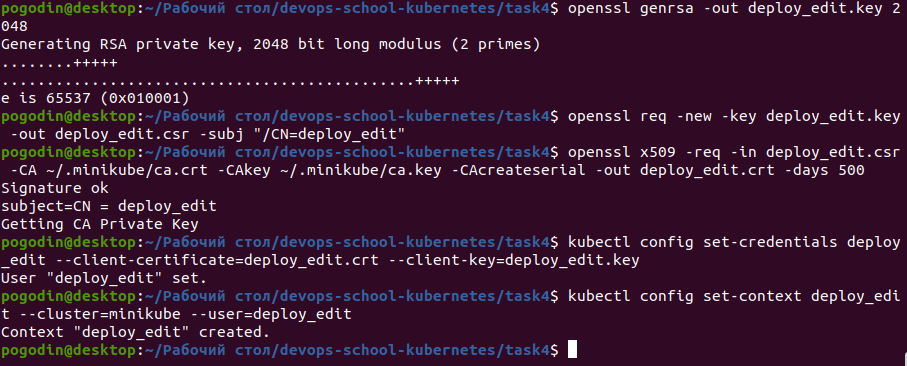 pogodin@desktop:~/Рабочий стол/devops-school-kubernetes/task4$ openssl genrsa -out deploy_edit.key 2
048
Generating RSA private key, 2048 bit long modulus (2 primes)
........+++++
.............................................+++++
e is 65537 (0x010001)
pogodin@desktop:~/Рабочий стол/devops-school-kubernetes/task4$ openssl req -new -key deploy_edit.key
 -out deploy_edit.csr -subj "/CN=deploy_edit"
pogodin@desktop:~/Рабочий стол/devops-school-kubernetes/task4$ openssl x509 -req -in deploy_edit.csr
 -CA ~/.minikube/ca.crt -CAkey ~/.minikube/ca.key -CAcreateserial -out deploy_edit.crt -days 500
Signature ok
subject=CN = deploy_edit
Getting CA Private Key
pogodin@desktop:~/Рабочий стол/devops-school-kubernetes/task4$ kubectl config set-credentials deploy
_edit --client-certificate=deploy_edit.crt --client-key=deploy_edit.key
User "deploy_edit" set.
pogodin@desktop:~/Рабочий стол/devops-school-kubernetes/task4$ kubectl config set-context deploy_edi
t --cluster=minikube --user=deploy_edit
Context "deploy_edit" created.
pogodin@desktop:~/Рабочий стол/devops-school-kubernetes/task4$